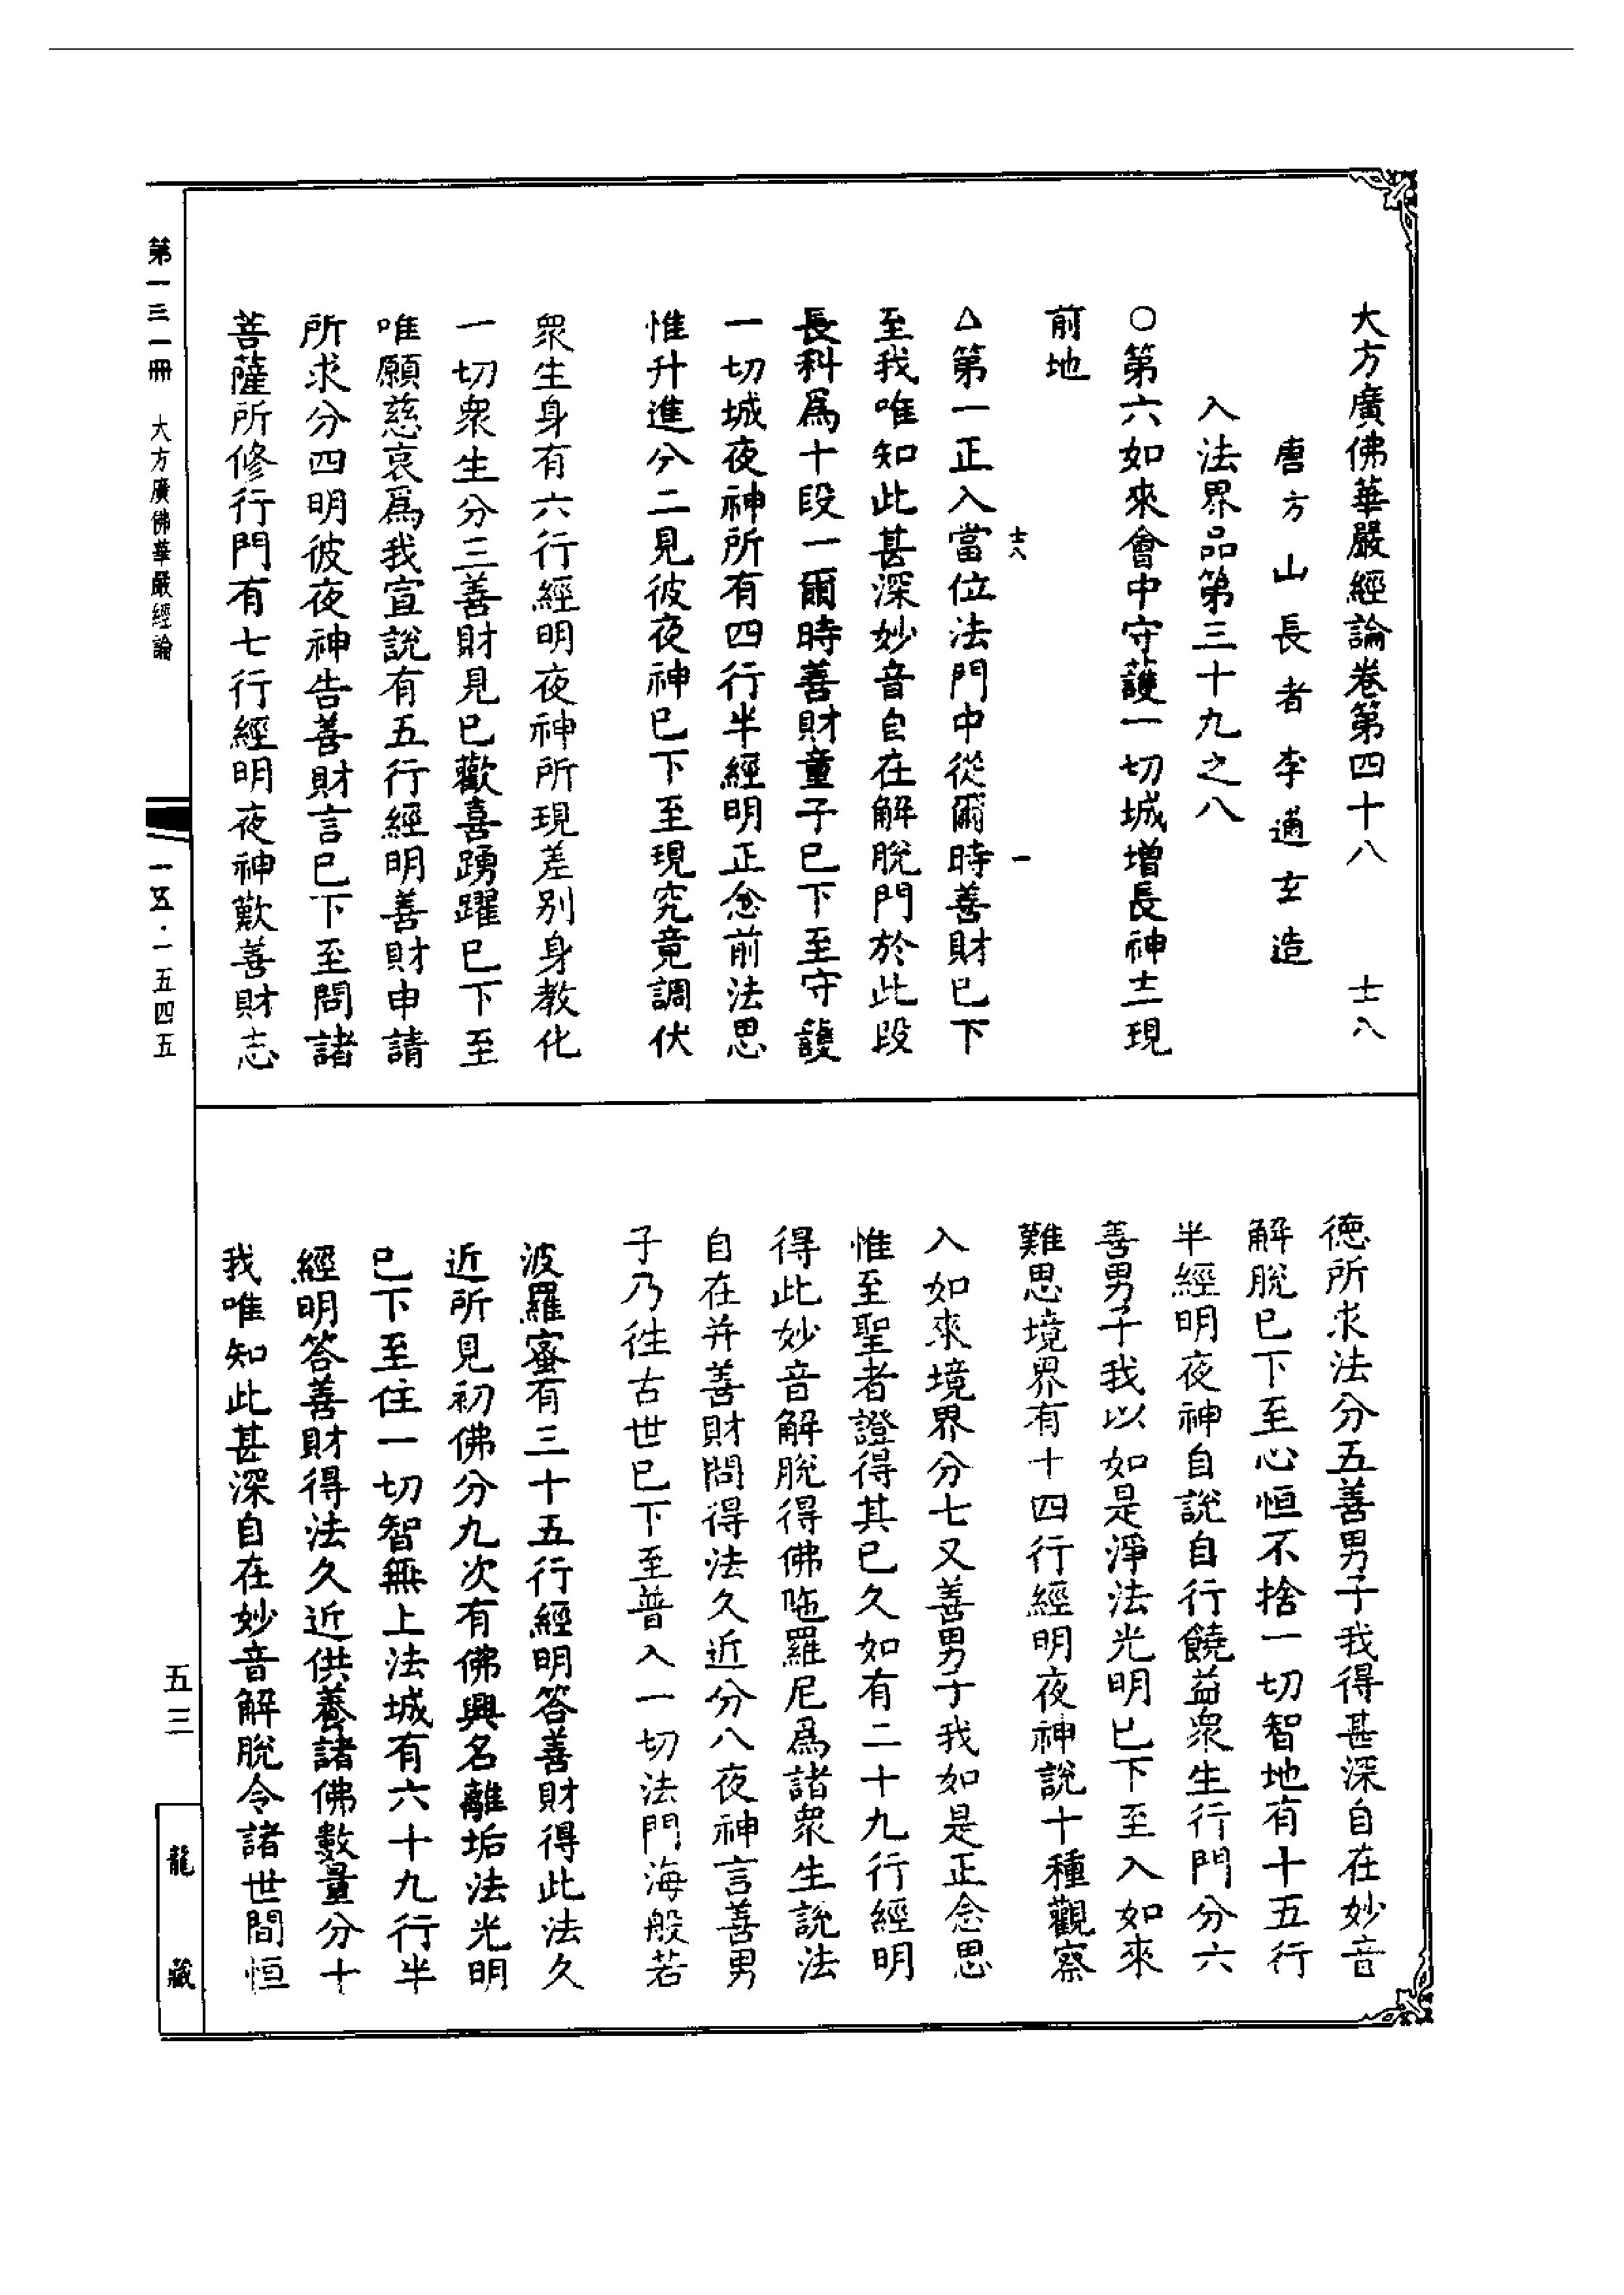 大方廣佛華嚴經論卷第四十八　士八
唐方山長者李通玄造
入法界品第三十九之八
○第六如來會中守護一切城增長神土二現
前地
士八　一
△第一正入當位法門中從爾時善財已下
至我唯知此甚深妙音自在解脫門於此段
長科爲十段一爾時善財童子已下至守護
一切城夜神所有四行半經明正念前法思
惟升進分二見彼夜神已下至現究竟調伏
衆生身有六行經明夜神所現差别身教化
一切衆生分三善財見已歡喜踴躍已下至
唯願慈哀爲我宣說有五行經明善財申請
所求分四明彼夜神告善財言已下至問諸
菩薩所修行門有七行經明夜神歎善財志
德所求法分五善男子我得甚深自在妙音
解脫已下至心恒不捨一切智地有十五行
半經明夜神自說自行饒益衆生行門分六
善男子我以如是淨法光明已下至入如來
難思境界有十四行經明夜神說十種觀察
入如來境界分七又善男子我如是正念思
惟至聖者證得其已久如有二十九行經明
得此妙音解脫得佛陁羅尼爲諸衆生說法
自在并善財問得法久近分八夜神言善男
子乃徃古世已下至普入一切法門海般若
波羅蜜有三十五行經明答善財得此法久
近所見初佛分九次有佛興名離垢法光明
已下至住一切智無上法城有六十九行半
經明答善財得法久近供養諸佛數量分十
我唯知此甚深自在妙音解脫令諸世間恒
第一三一冊　大方廣佛華嚴經論
一五·一五四五
五三
龍藏